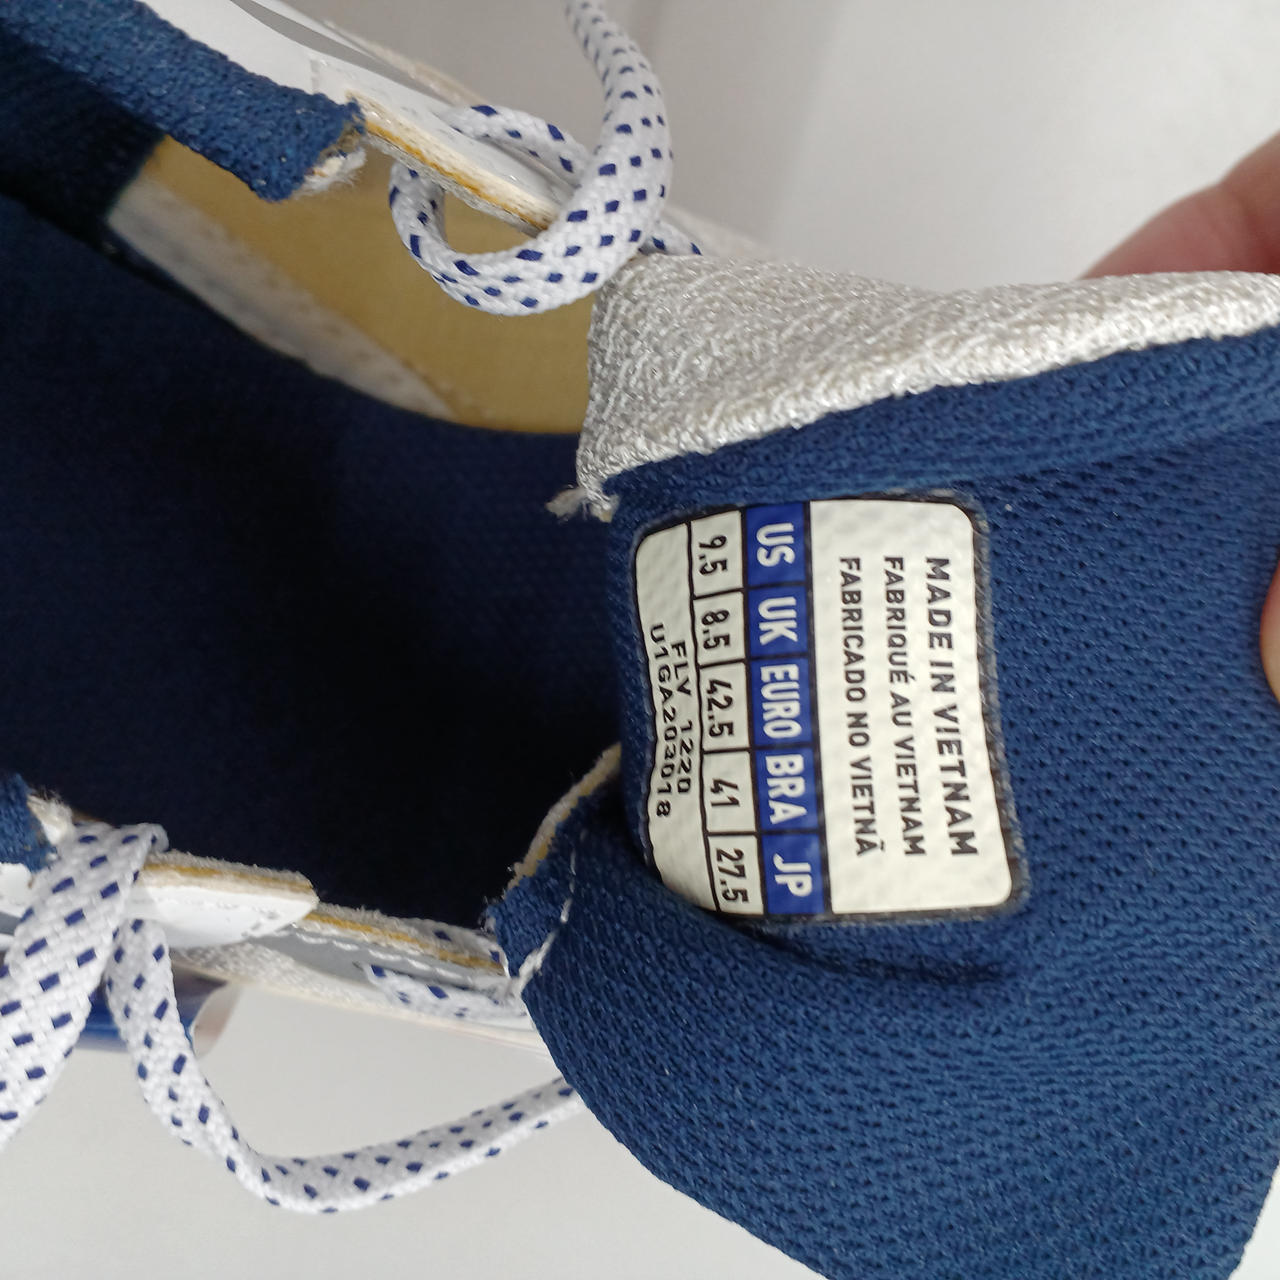 MADE IN VIETNAM
FABRIQUÉ AU VIETNAM
FABRICADO NO VIETNÃ
US UK EURO BRA JP
9.5 8.5 42.5 41 27.5
FLV 1220
U1GA203018